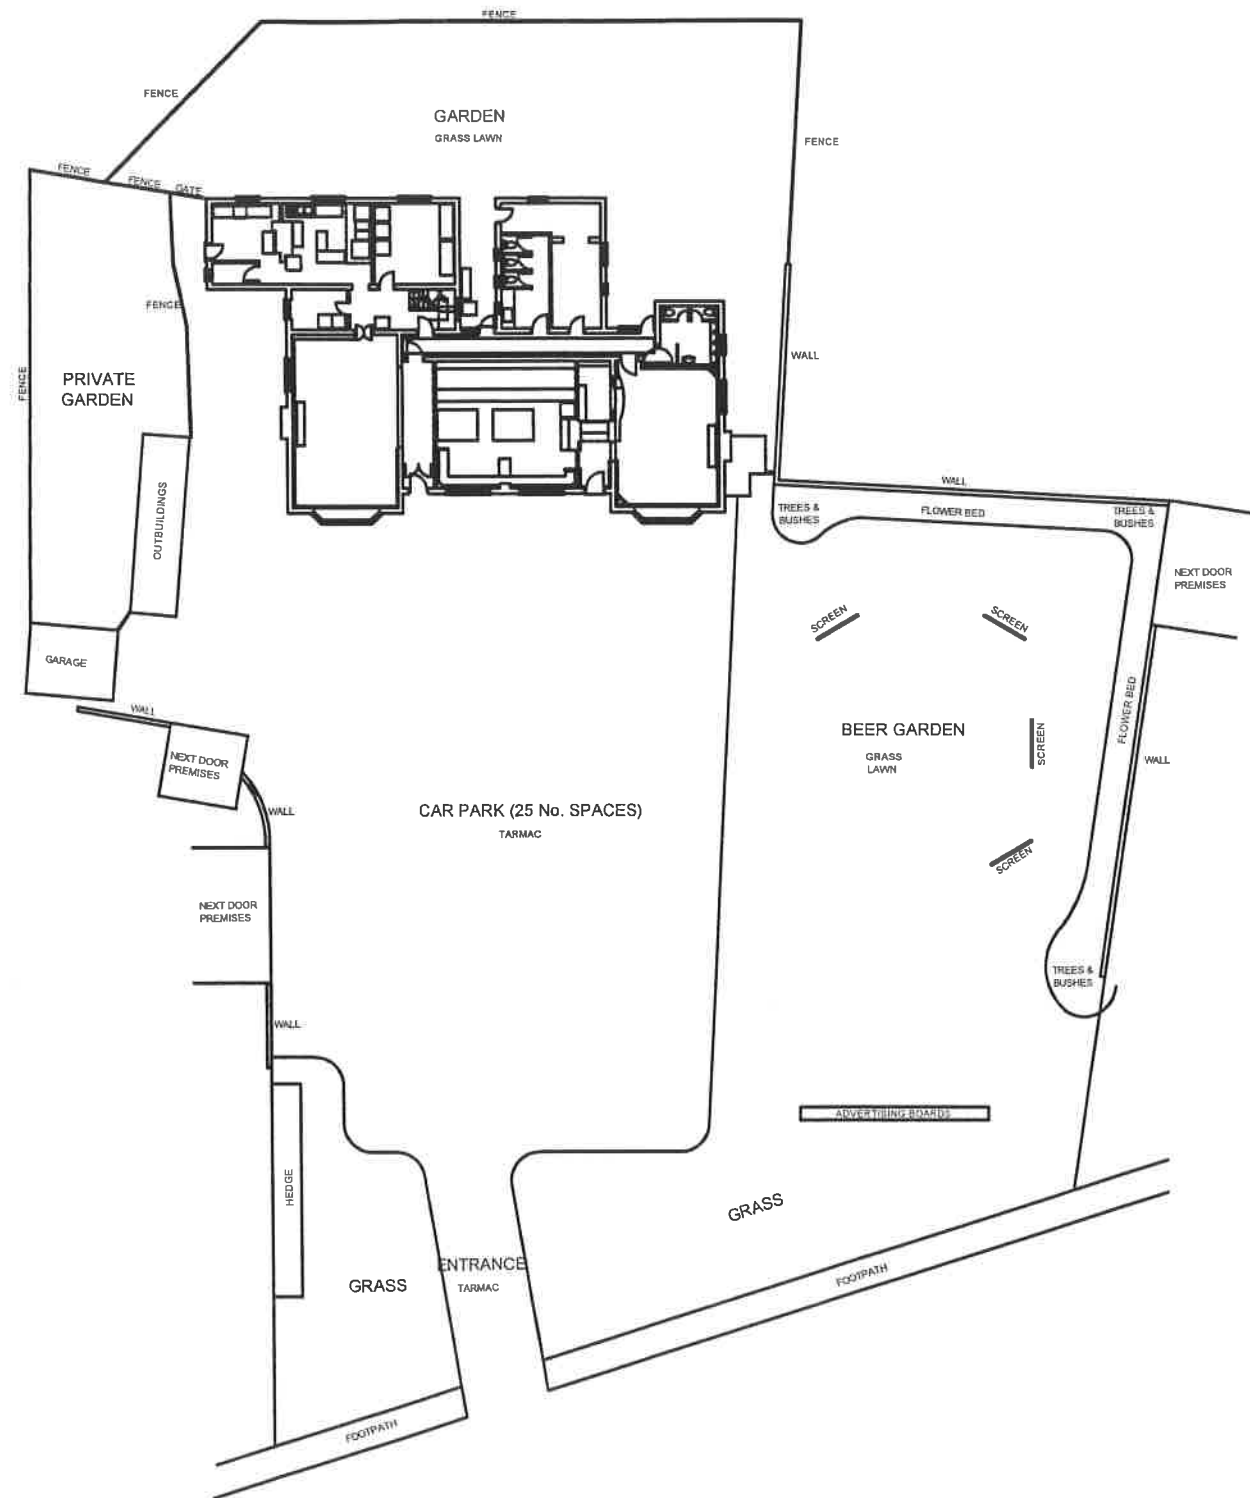 FENCE
FENCE
GARDEN
GRASS LAWN
FENCE
FENCE
FENCE
GATE
FENCE
FENCE
WALL
PRIVATE
GARDEN
OUTBUILDINGS
WALL
TREES &
BUSHES
FLOWER BED
TREES &
BUSHES
NEXT DOOR
PREMISES
SCREEN
SCREEN
GARAGE
WALL
NEXT DOOR
PREMISES
BEER GARDEN
GRASS
LAWN
SCREEN
FLOWER BED
WALL
CAR PARK (25 No. SPACES)
TARMAC
WALL
SCREEN
NEXT DOOR
PREMISES
TREES &
BUSHES
WALL
ADVERTISING BOARDS
HEDGE
GRASS
ENTRANCE
TARMAC
GRASS
FOOTPATH
FOOTPATH